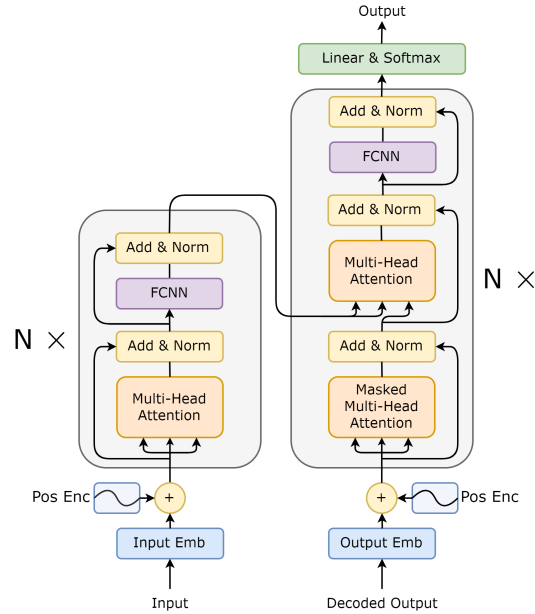 Output
Linear & Softmax
Add & Norm
FCNN
Add & Norm
Multi-Head
Attention
N ×
Add & Norm
Masked
Multi-Head
Attention
+
Pos Enc
Output Emb
Decoded Output
Add & Norm
FCNN
N ×
Add & Norm
Multi-Head
Attention
Pos Enc
+
Input Emb
Input